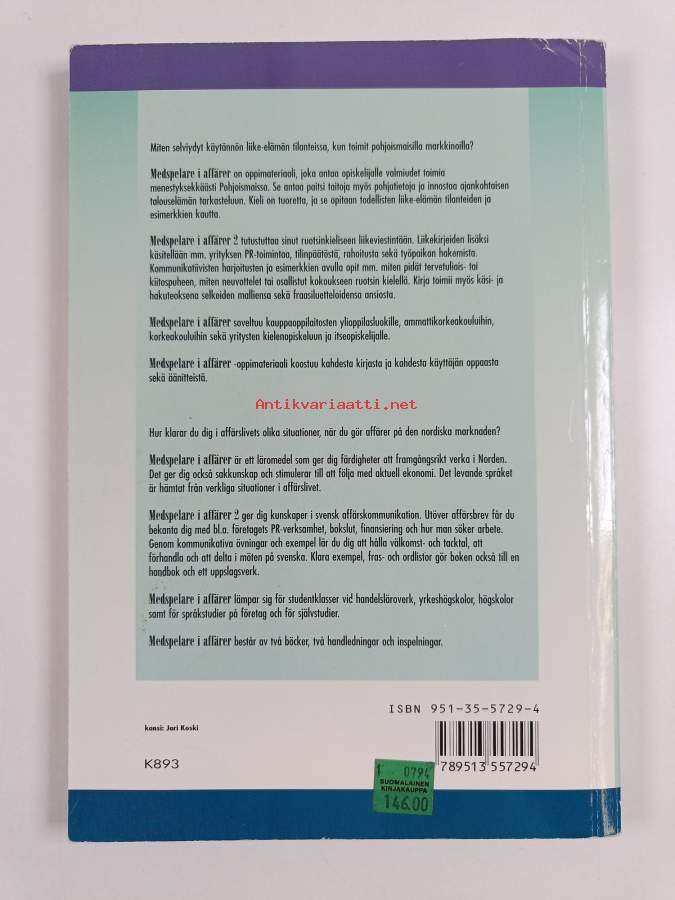 Miten selviydyt käytännön liike-elämän tilanteissa, kun toimit pohjoismaisilla markkinoilla?
Medspelare i affärer on oppimateriaali, joka antaa opiskelijalle valmiudet toimia
menestyksekkäästi Pohjoismaissa. Se antaa paitsi taitoja myös pohjatietoja ja innostaa ajankohtaisen
talouselämän tarkasteluun. Kieli on tuoretta, ja se opitaan todellisten liike-elämän tilanteiden ja
esimerkkien kautta.
Medspelare i affärer 2 tutustuttaa sinut ruotsinkieliseen liikeviestintään. Liikekirjeiden lisäksi
käsitellään mm. yrityksen PR-toimintaa, tilinpäätöstä, rahoitusta sekä työpaikan hakemista.
Kommunikatiivisten harjoitusten ja esimerkkien avulla opit mm. miten pidät tervetuliais- tai
kiitospuheen, miten neuvottelet tai osallistut kokoukseen ruotsin kielellä. Kirja toimii myös käsi- ja
hakuteoksena selkeiden malliensa sekä fraasiluetteloidensa ansiosta.
Medspelare i affärer soveltuu kauppaoppilaitosten ylioppilasluokille, ammattikorkeakouluihin,
korkeakouluihin sekä yritysten kielenopiskeluun ja itseopiskelijalle.
Medspelare i affärer -oppimateriaali koostuu kahdesta kirjasta ja kahdesta käyttäjän oppaasta
sekä äänitteistä.
Antikvariaatti.net
Hur klarar du dig i affärslivets olika situationer, när du gör affärer på den nordiska marknaden?
Medspelare i affärer är ett läromedel som ger dig färdigheter att framgångsrikt verka i Norden.
Det ger dig också sakkunskap och stimulerar till att följa med aktuell ekonomi. Det levande språket
är hämtat från verkliga situationer i affärslivet.
Medspelare i affärer 2 ger dig kunskaper i svensk affärskommunikation. Utöver affärsbrev får du
bekanta dig med bl.a. företagets PR-verksamhet, bokslut, finansiering och hur man söker arbete.
Genom kommunikativa övningar och exempel lär du dig att hålla välkomst- och tacktal, att
förhandla och att delta i möten på svenska. Klara exempel, fras- och ordlistor gör boken också till en
handbok och ett uppslagsverk.
Medspelare i affärer lämpar sig för studentklasser vid handelsläroverk, yrkeshögskolor, högskolor
samt för språkstudier på företag och för självstudier.
Medspelare i affärer består av två böcker, två handledningar och inspelningar.
ISBN 951-35-5729-4
kansi: Jari Koski
K893
789513 557294
1 0794
SUOMALAINEN
KIRJAKAUPPA
146.00